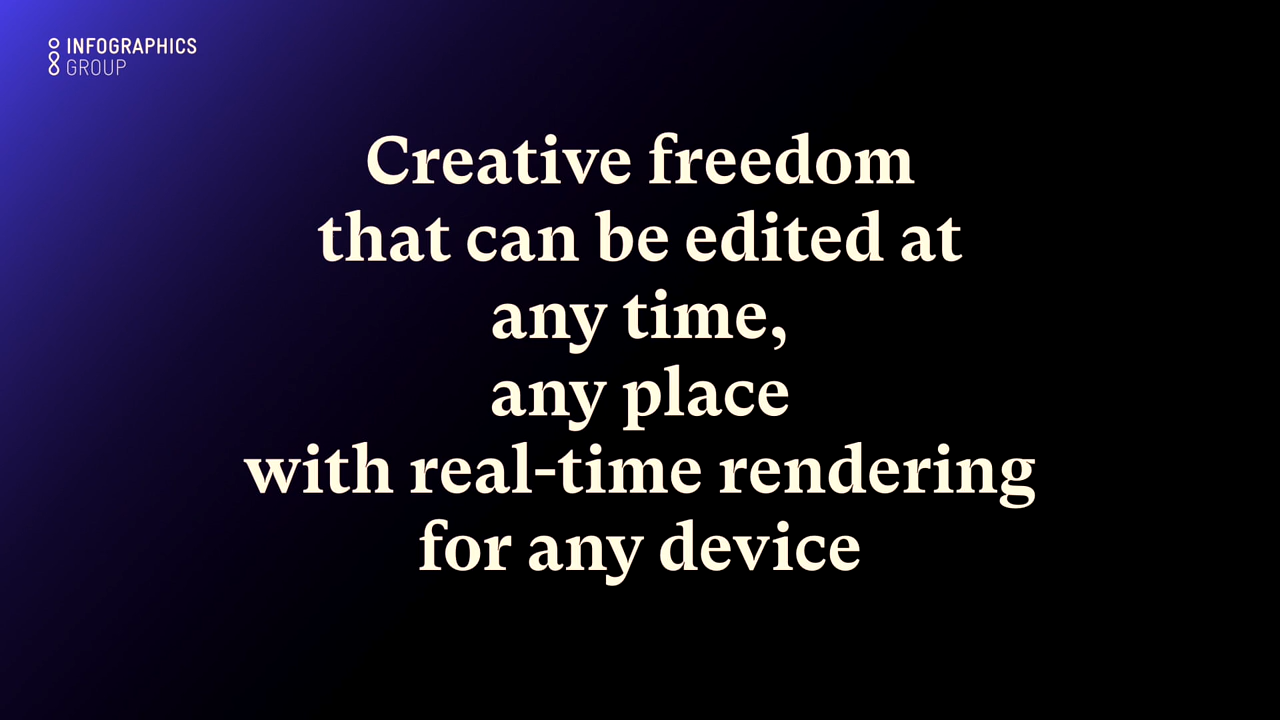 INFOGRAPHICS
GROUP
Creative freedom
that can be edited at
any time,
any place
with real-time rendering
for any device